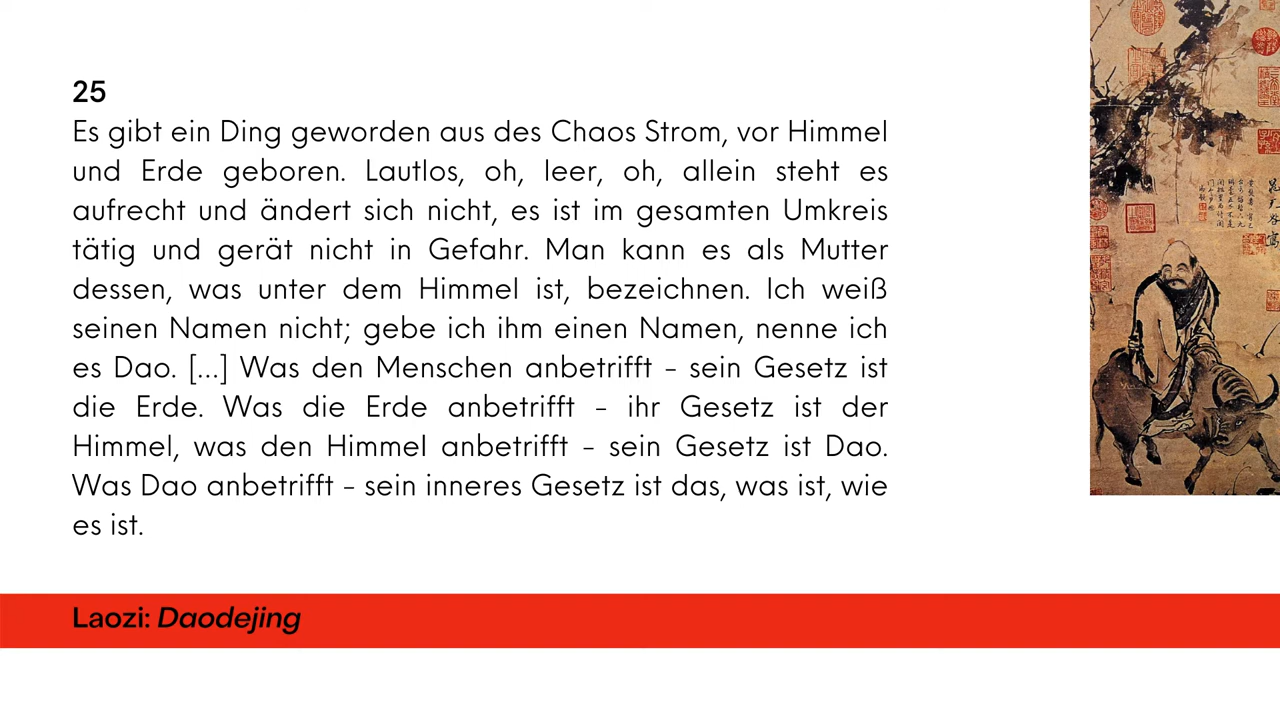 25
Es gibt ein Ding geworden aus des Chaos Strom, vor Himmel
und Erde geboren. Lautlos, oh, leer, oh, allein steht es
aufrecht und ändert sich nicht, es ist im gesamten Umkreis
tätig und gerät nicht in Gefahr. Man kann es als Mutter
dessen, was unter dem Himmel ist, bezeichnen. Ich weiß
seinen Namen nicht; gebe ich ihm einen Namen, nenne ich
es Dao. [...] Was den Menschen anbetrifft – sein Gesetz ist
die Erde. Was die Erde anbetrifft – ihr Gesetz ist der
Himmel, was den Himmel anbetrifft – sein Gesetz ist Dao.
Was Dao anbetrifft – sein inneres Gesetz ist das, was ist, wie
es ist.
Laozi: Daodejing